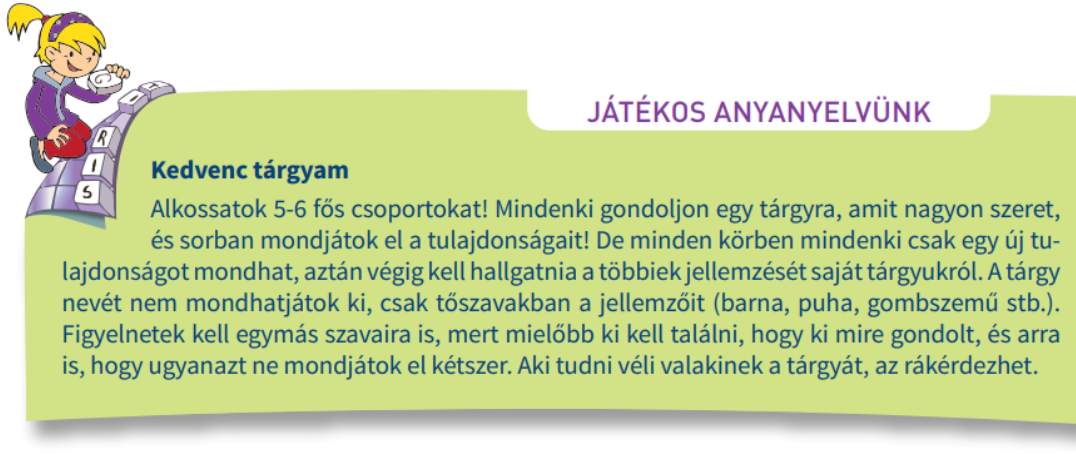 JÁTÉKOS ANYANYELVÜNK
Kedvenc tárgyam
Alkossatok 5-6 fős csoportokat! Mindenki gondoljon egy tárgyra, amit nagyon szeret,
és sorban mondjátok el a tulajdonságait! De minden körben mindenki csak egy új tu-
lajdonságot mondhat, aztán végig kell hallgatnia a többiek jellemzését saját tárgyukról. A tárgy
nevét nem mondhatjátok ki, csak tőszavakban a jellemzőit (barna, puha, gombszemű stb.).
Figyelnetek kell egymás szavaira is, mert mielőbb ki kell találni, hogy ki mire gondolt, és arra
is, hogy ugyanazt ne mondjátok el kétszer. Aki tudni véli valakinek a tárgyát, az rákérdezhet.
R
I
S